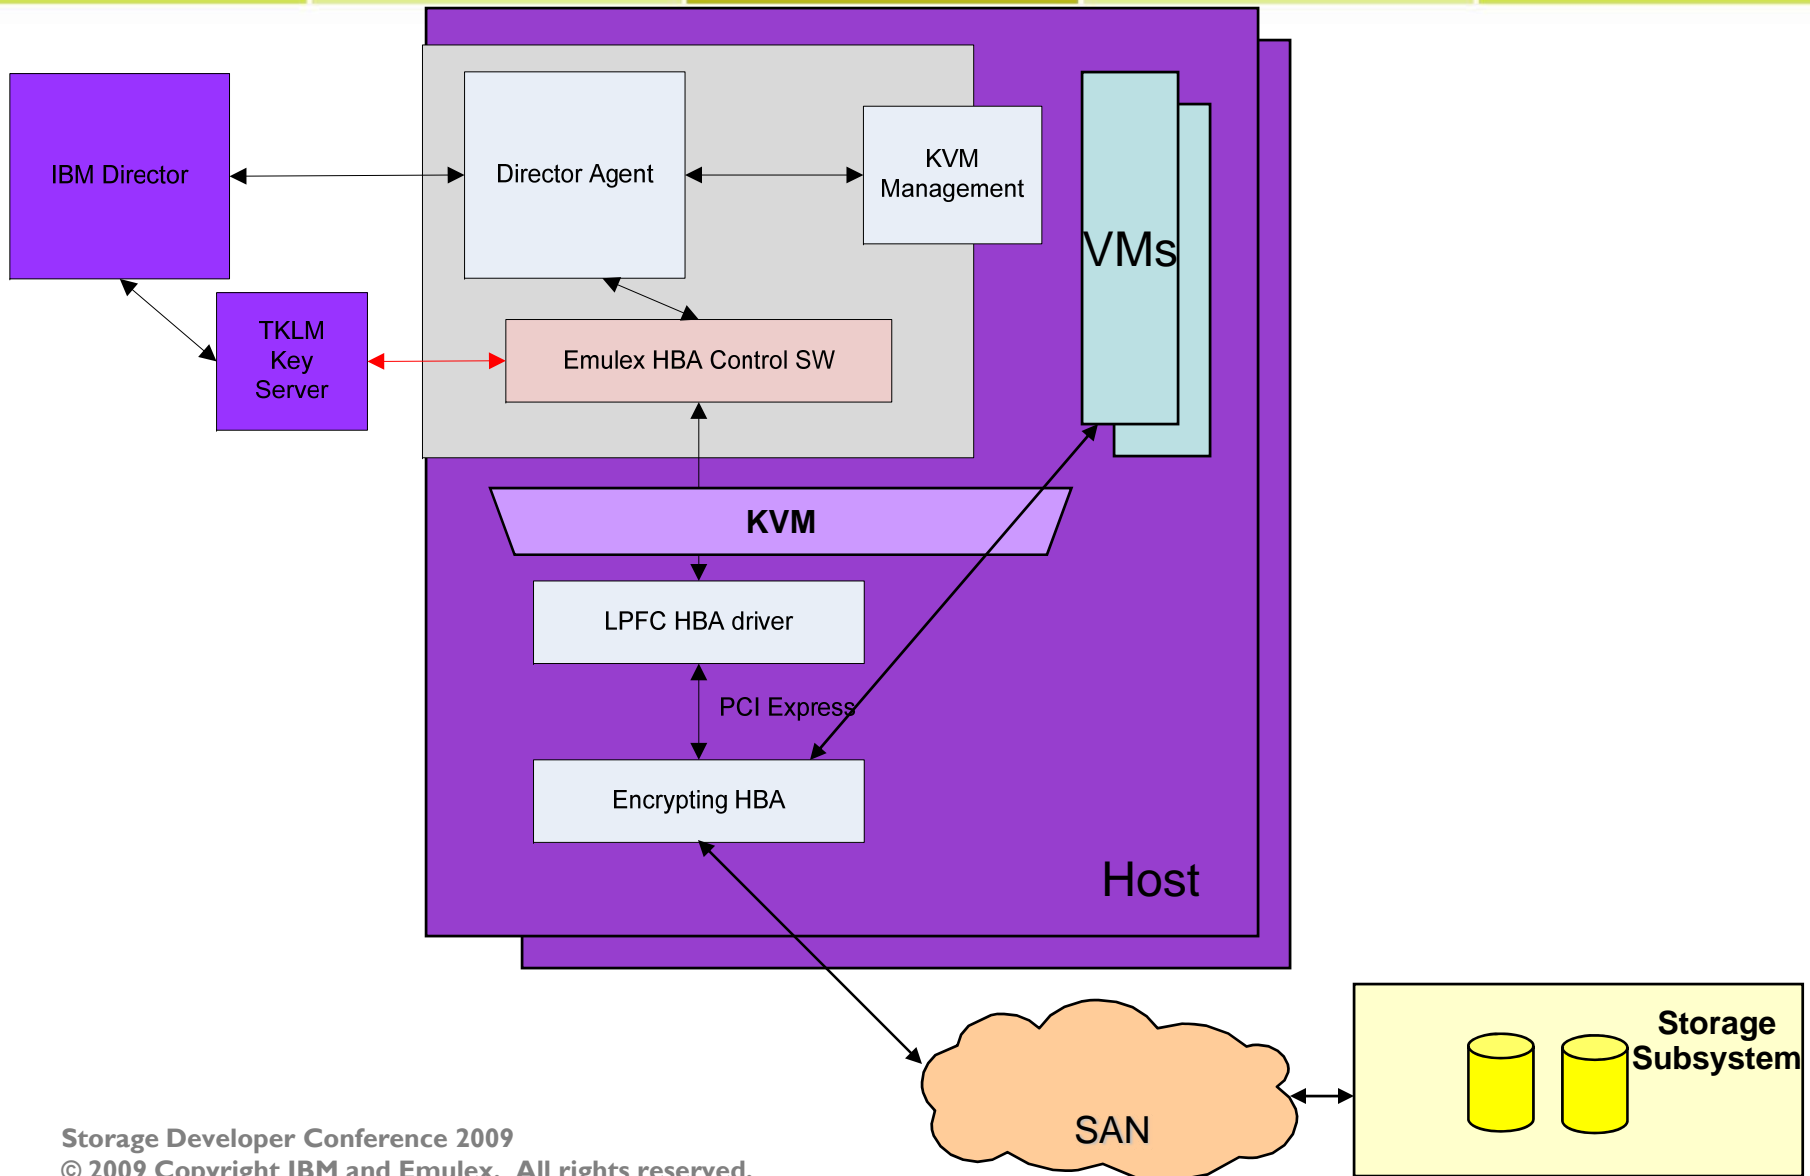 IBM Director
Director Agent
KVM
Management
VMs
TKLM
Key
Server
Emulex HBA Control SW
KVM
LPFC HBA driver
PCI Express
Encrypting HBA
Host
Storage
Subsystem
SAN
Storage Developer Conference 2009
© 2009 Copyright IBM and Emulex.  All rights reserved.